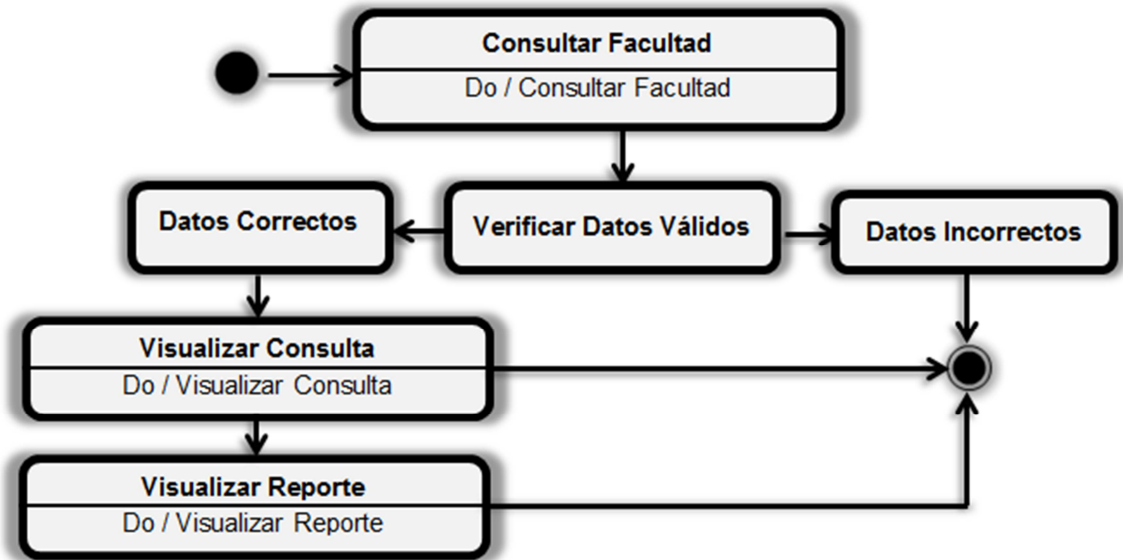 Consultar Facultad
Do / Consultar Facultad
Datos Correctos
Verificar Datos Válidos
Datos Incorrectos
Visualizar Consulta
Do / Visualizar Consulta
Visualizar Reporte
Do / Visualizar Reporte